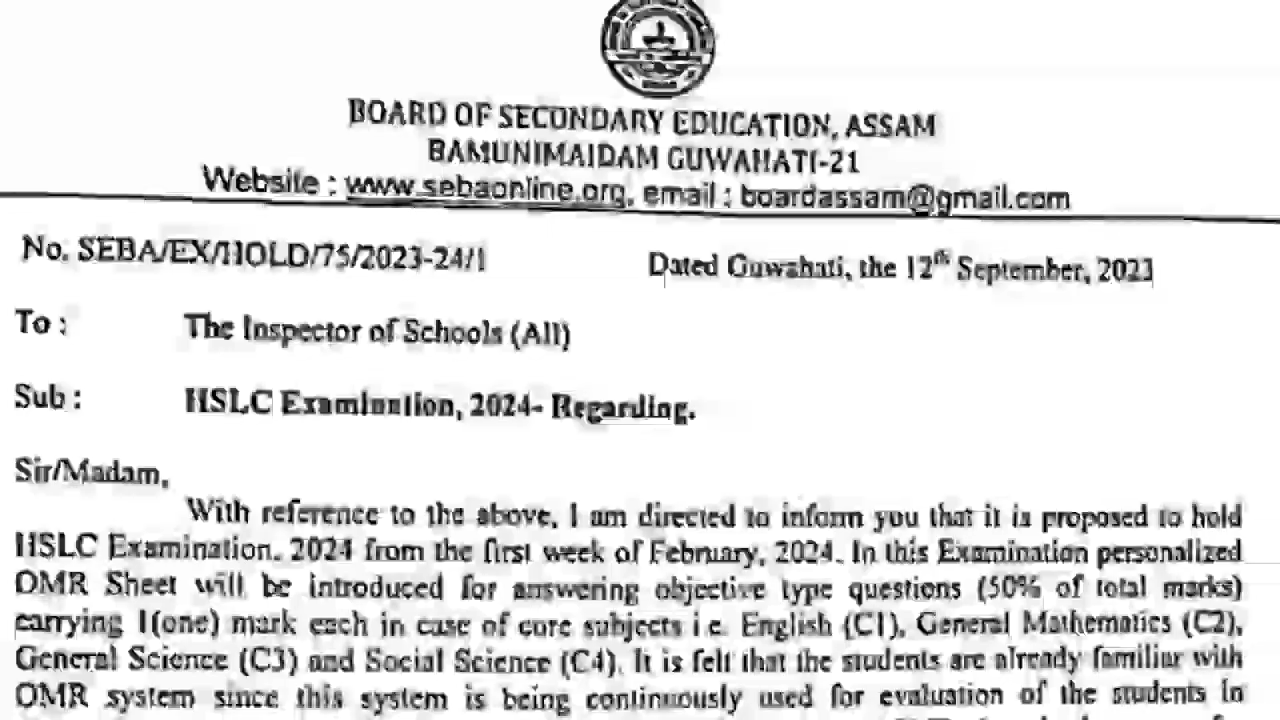 BOARD OF SECONDARY EDUCATION, ASSAM
BAMUNIMAIDAM GUWAHATI-21
Website : www.sebaonline.org, email : boardassam@gmail.com
No. SEBA/EX/HOLD/75/2023-24/1
Dated Guwahati, the 12th September, 2023
To : The Inspector of Schools (All)
Sub : HSLC Examination, 2024- Regarding.
Sir/Madam,
With reference to the above, I am directed to inform you that it is proposed to hold
HSLC Examination, 2024 from the first week of February, 2024. In this Examination personalized
OMR Sheet will be introduced for answering objective type questions (50% of total marks)
carrying 1(one) mark each in case of core subjects i.e. English (C1), General Mathematics (C2),
General Science (C3) and Social Science (C4). It is felt that the students are already familiar with
OMR system since this system is being continuously used for evaluation of the students in